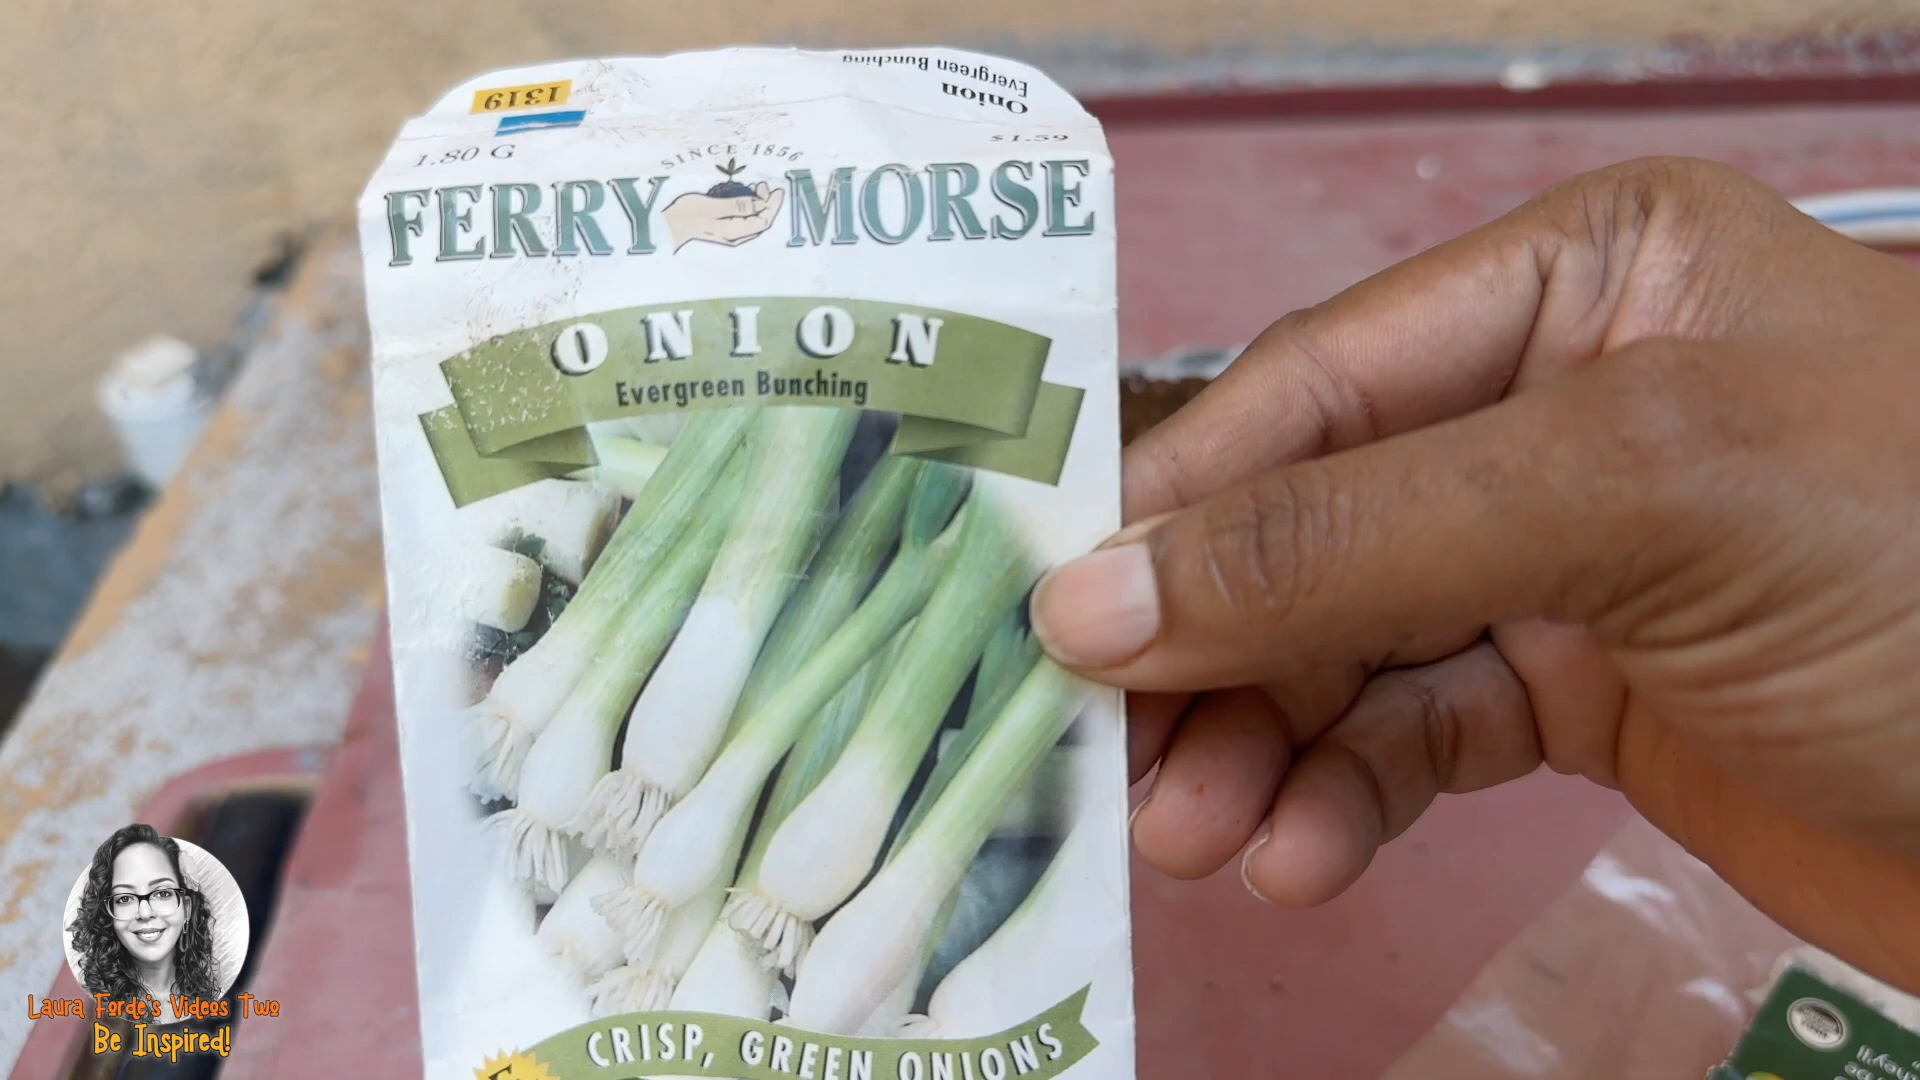 1319
Onion
Evergreen Bunching
1.80 G
$1.59
SINCE 1856
FERRY MORSE
ONION
Evergreen Bunching
CRISP, GREEN ONIONS
Laura Forde's Videos Two
Be Inspired!